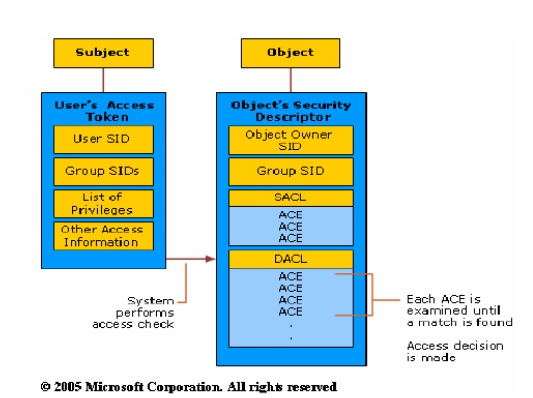 Subject
Object
User's Access
Token
User SID
Group SIDs
List of
Privileges
Other Access
Information
Object's Security
Descriptor
Object Owner
SID
Group SID
SACL
ACE
ACE
ACE
DACL
ACE
ACE
ACE
ACE
.
.
System
performs
access check
Each ACE is
examined until
a match is found
Access decision
is made
© 2005 Microsoft Corporation. All rights reserved